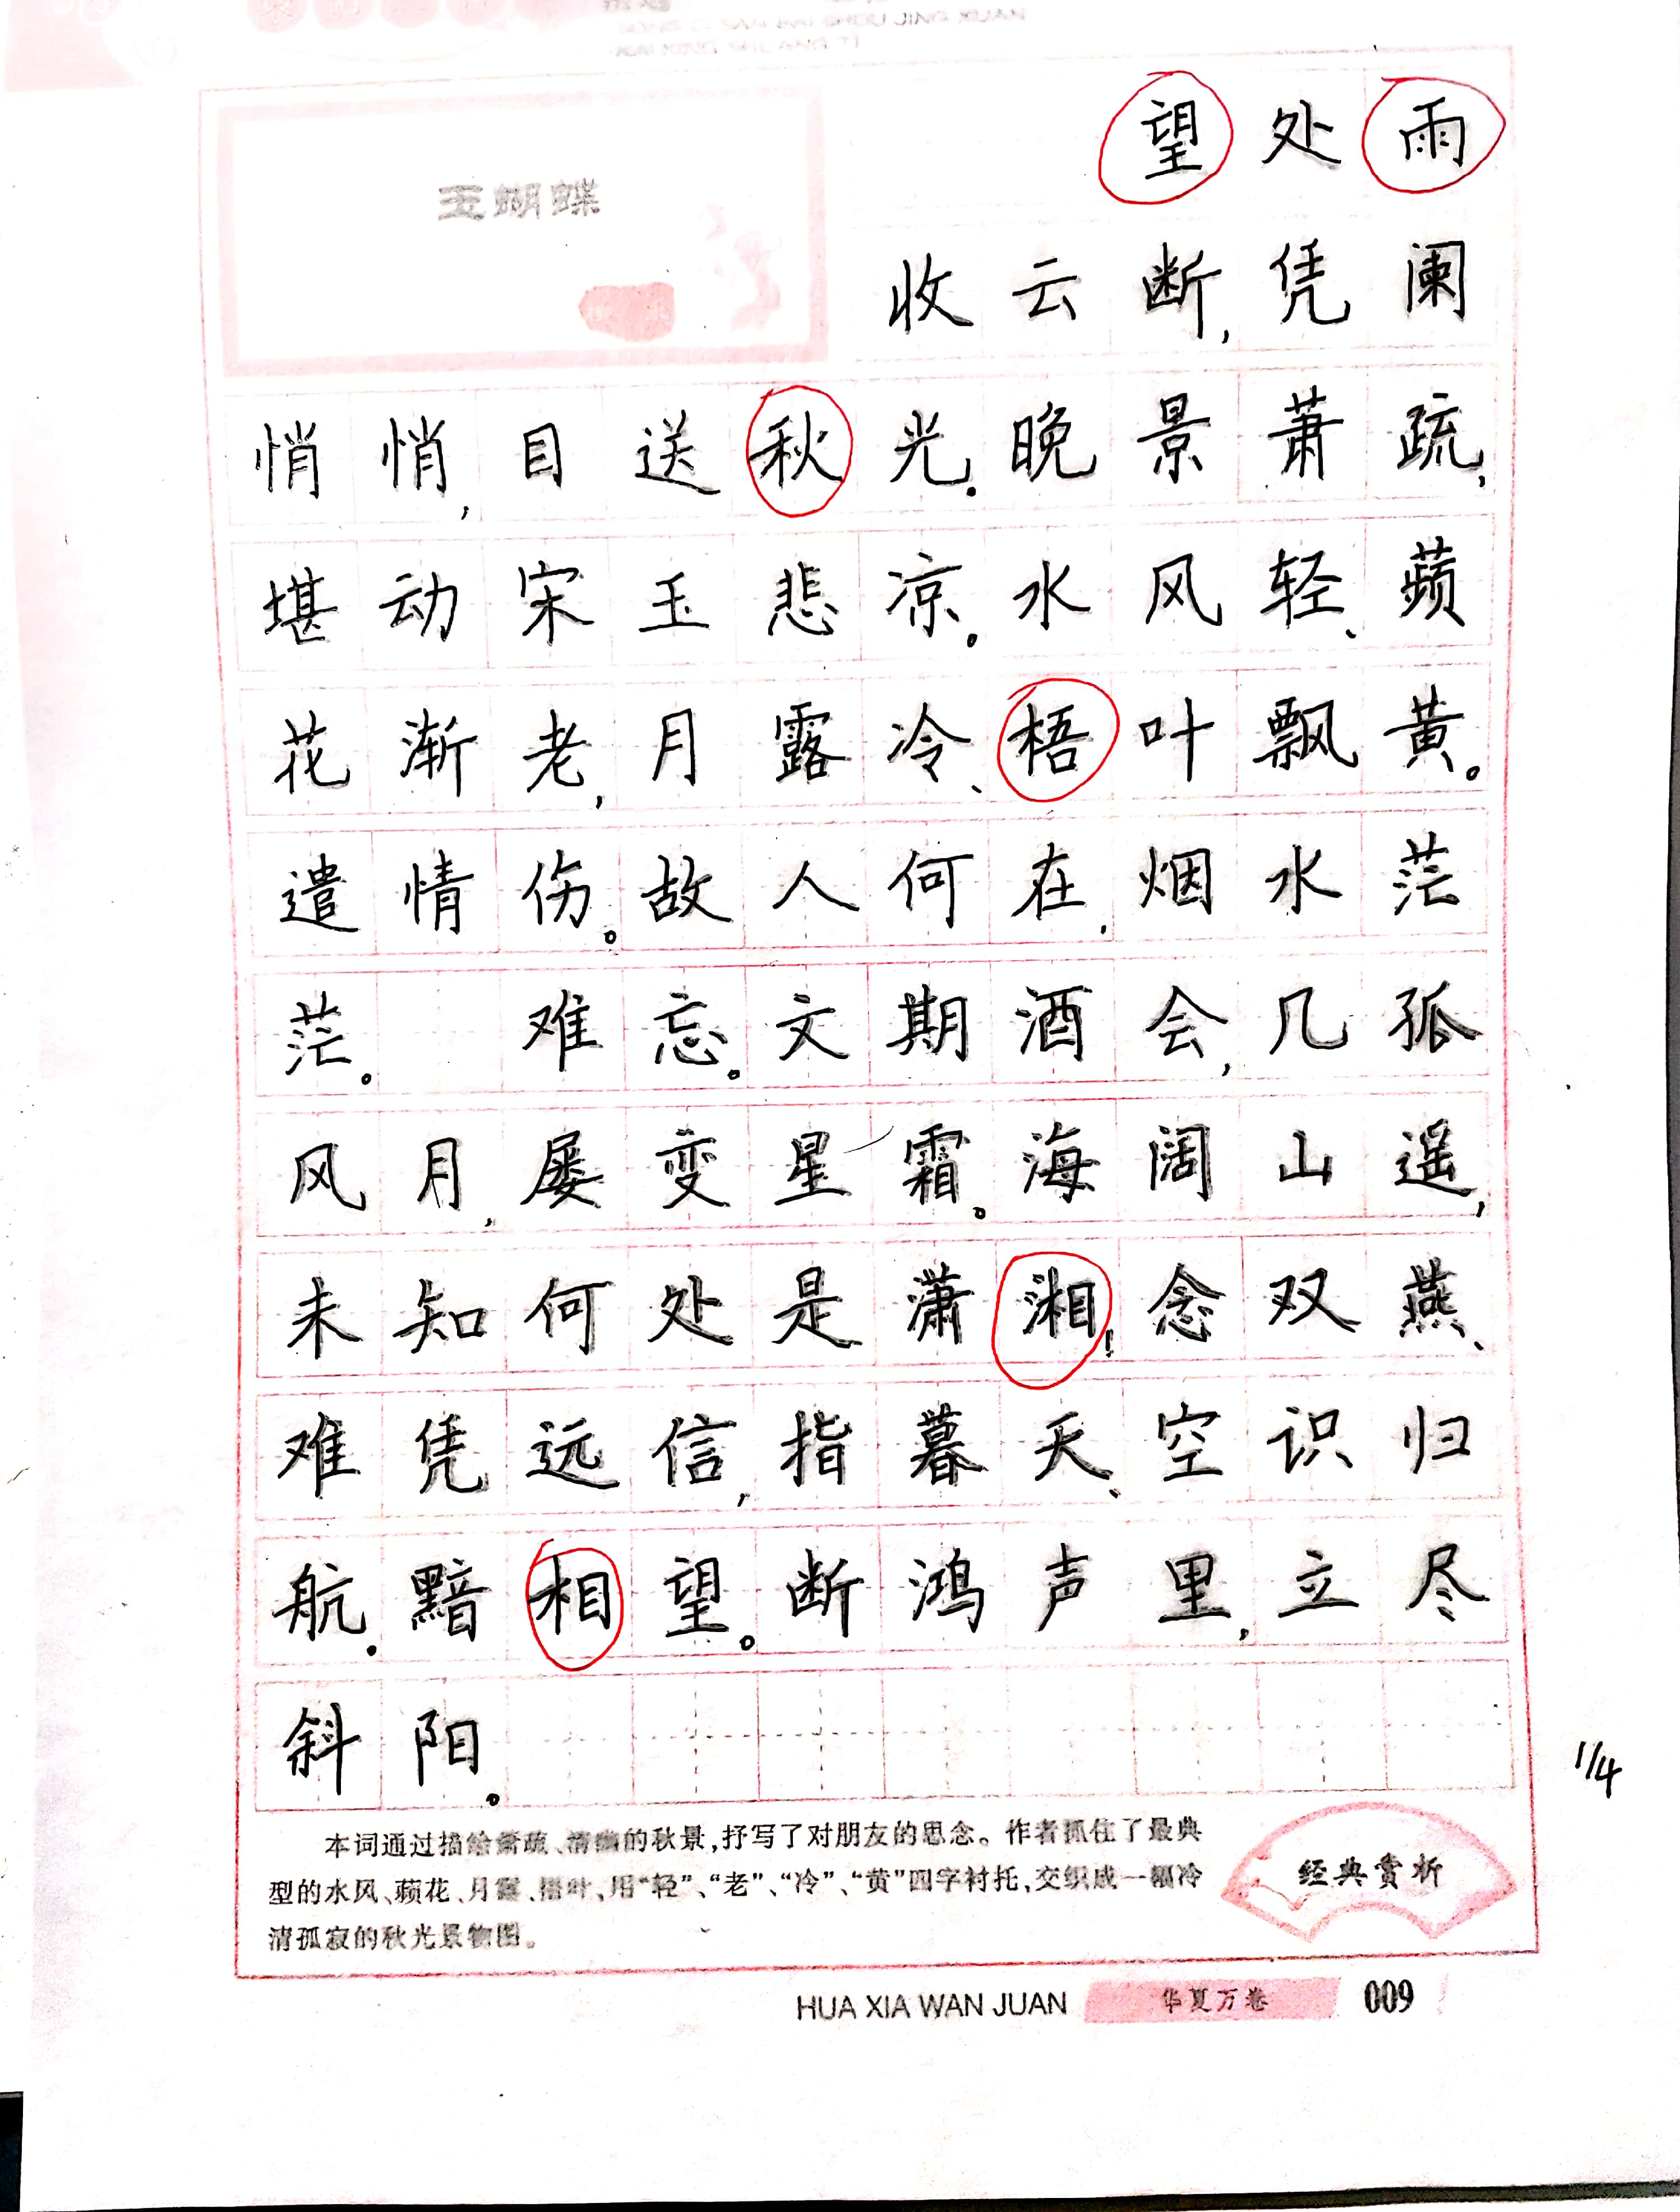 玉蝴蝶
望处雨
收云断,凭阑
悄悄,目送秋光。晚景萧疏,
堪动宋玉悲凉。水风轻、蘋
花渐老,月露冷、梧叶飘黄。
遣情伤。故人何在,烟水茫
茫。 难忘。文期酒会,几孤
风月,屡变星霜。海阔山遥,
未知何处是潇湘!念双燕、
难凭远信,指暮天、空识归
航。黯相望。断鸿声里,立尽
斜阳。
1/4
本词通过描绘萧疏、清幽的秋景,抒写了对朋友的思念。作者抓住了最典
型的水风、蘋花、月露、梧叶、用“轻”、“老”、“冷”、“黄”四字衬托,交织成一幅冷
清孤寂的秋光景物图。
经典赏析
HUA XIA WAN JUAN 华夏万卷 009